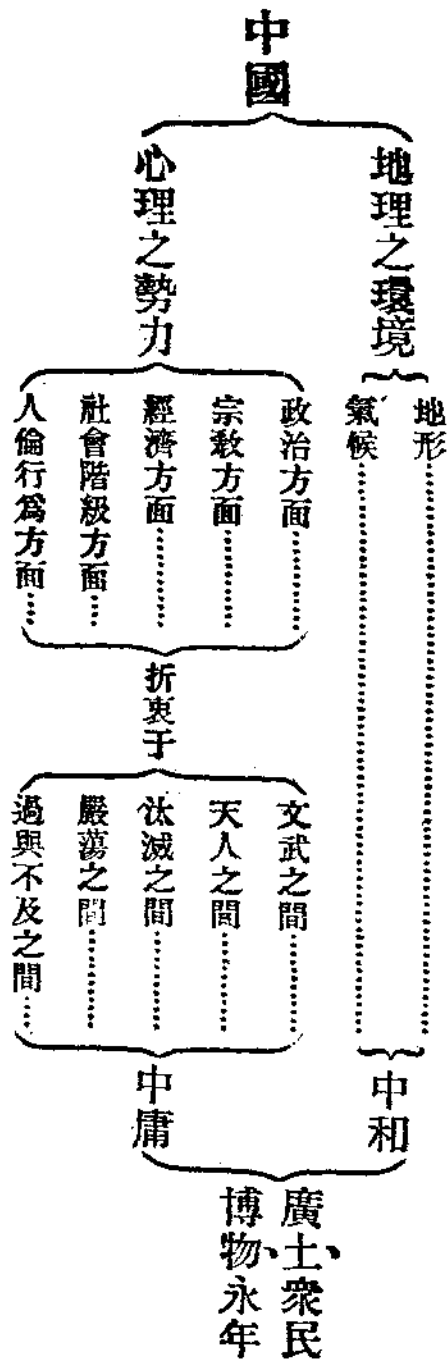 中國
地理之環境
心理之勢力
地形……
氣候……
政治方面……
宗教方面……
經濟方面……
社會階級方面……
人倫行爲方面……
折衷于
文武之間……
天人之間……
汰滅之間……
嚴蕩之間……
過與不及之間……
中和
中庸
廣土、衆民
博物、永年